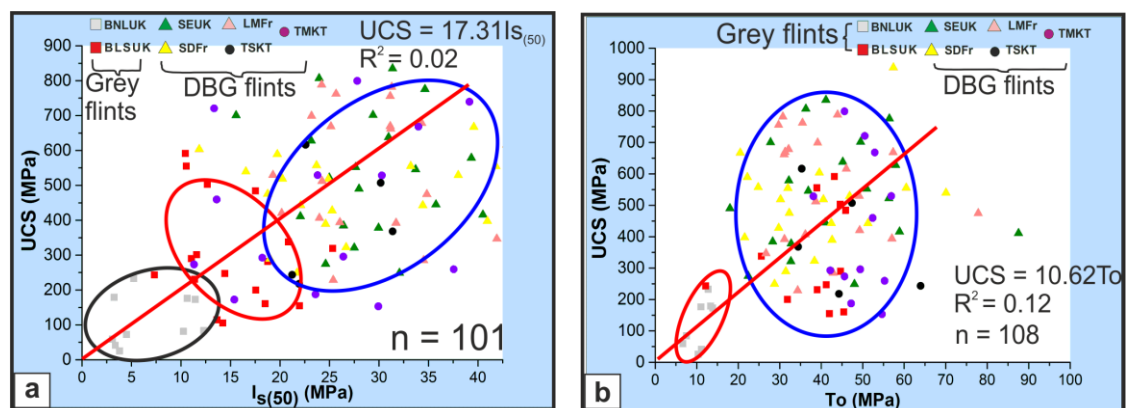 BNLUK SEUK LMFr TMKT
BLSUK SDFr TSKT
Grey flints
DBG flints
UCS = 17.31Is(50)
R² = 0.02
n = 101
900
800
700
600
500
400
300
200
100
0
UCS (MPa)
0 5 10 15 20 25 30 35 40
Is(50) (MPa)
a
Grey flints
BNLUK SEUK LMFr TMKT
BLSUK SDFr TSKT
DBG flints
1000
900
800
700
600
500
400
300
200
100
0
UCS (MPa)
UCS = 10.62To
R² = 0.12
n = 108
0 10 20 30 40 50 60 70 80 90 100
To (MPa)
b